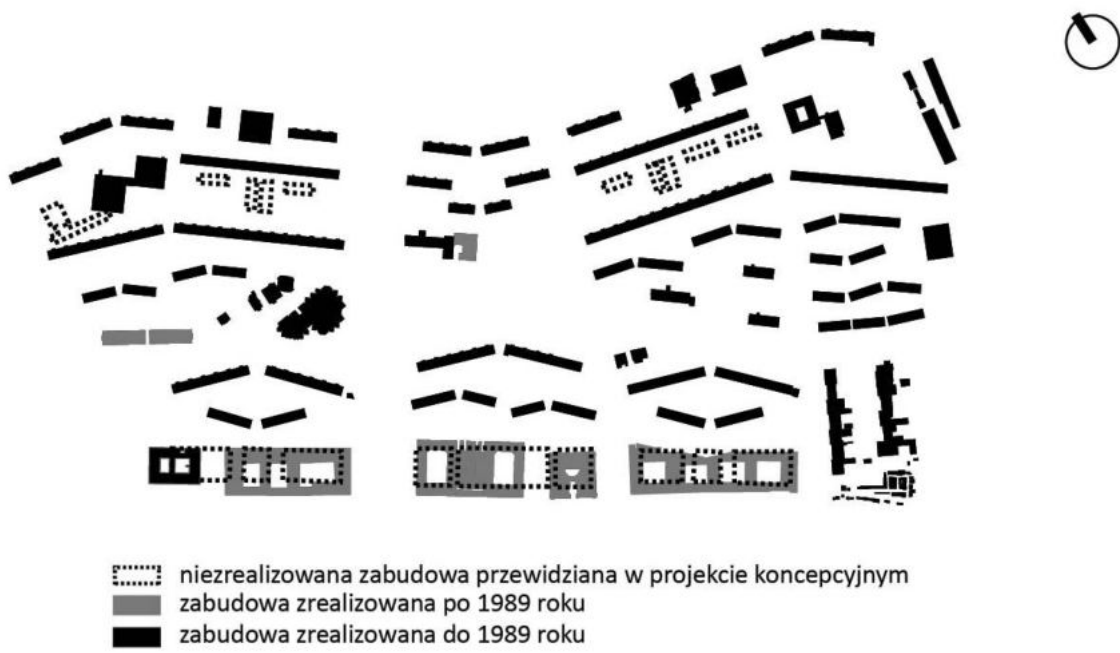 niezrealizowana zabudowa przewidziana w projekcie koncepcyjnym
zabudowa zrealizowana po 1989 roku
zabudowa zrealizowana do 1989 roku